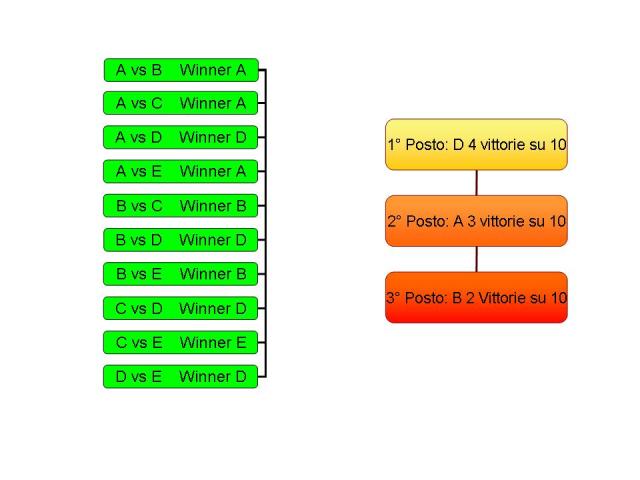 A vs B Winner A
A vs C Winner A
A vs D Winner D
A vs E Winner A
B vs C Winner B
B vs D Winner D
B vs E Winner B
C vs D Winner D
C vs E Winner E
D vs E Winner D
1° Posto: D 4 vittorie su 10
2° Posto: A 3 vittorie su 10
3° Posto: B 2 Vittorie su 10